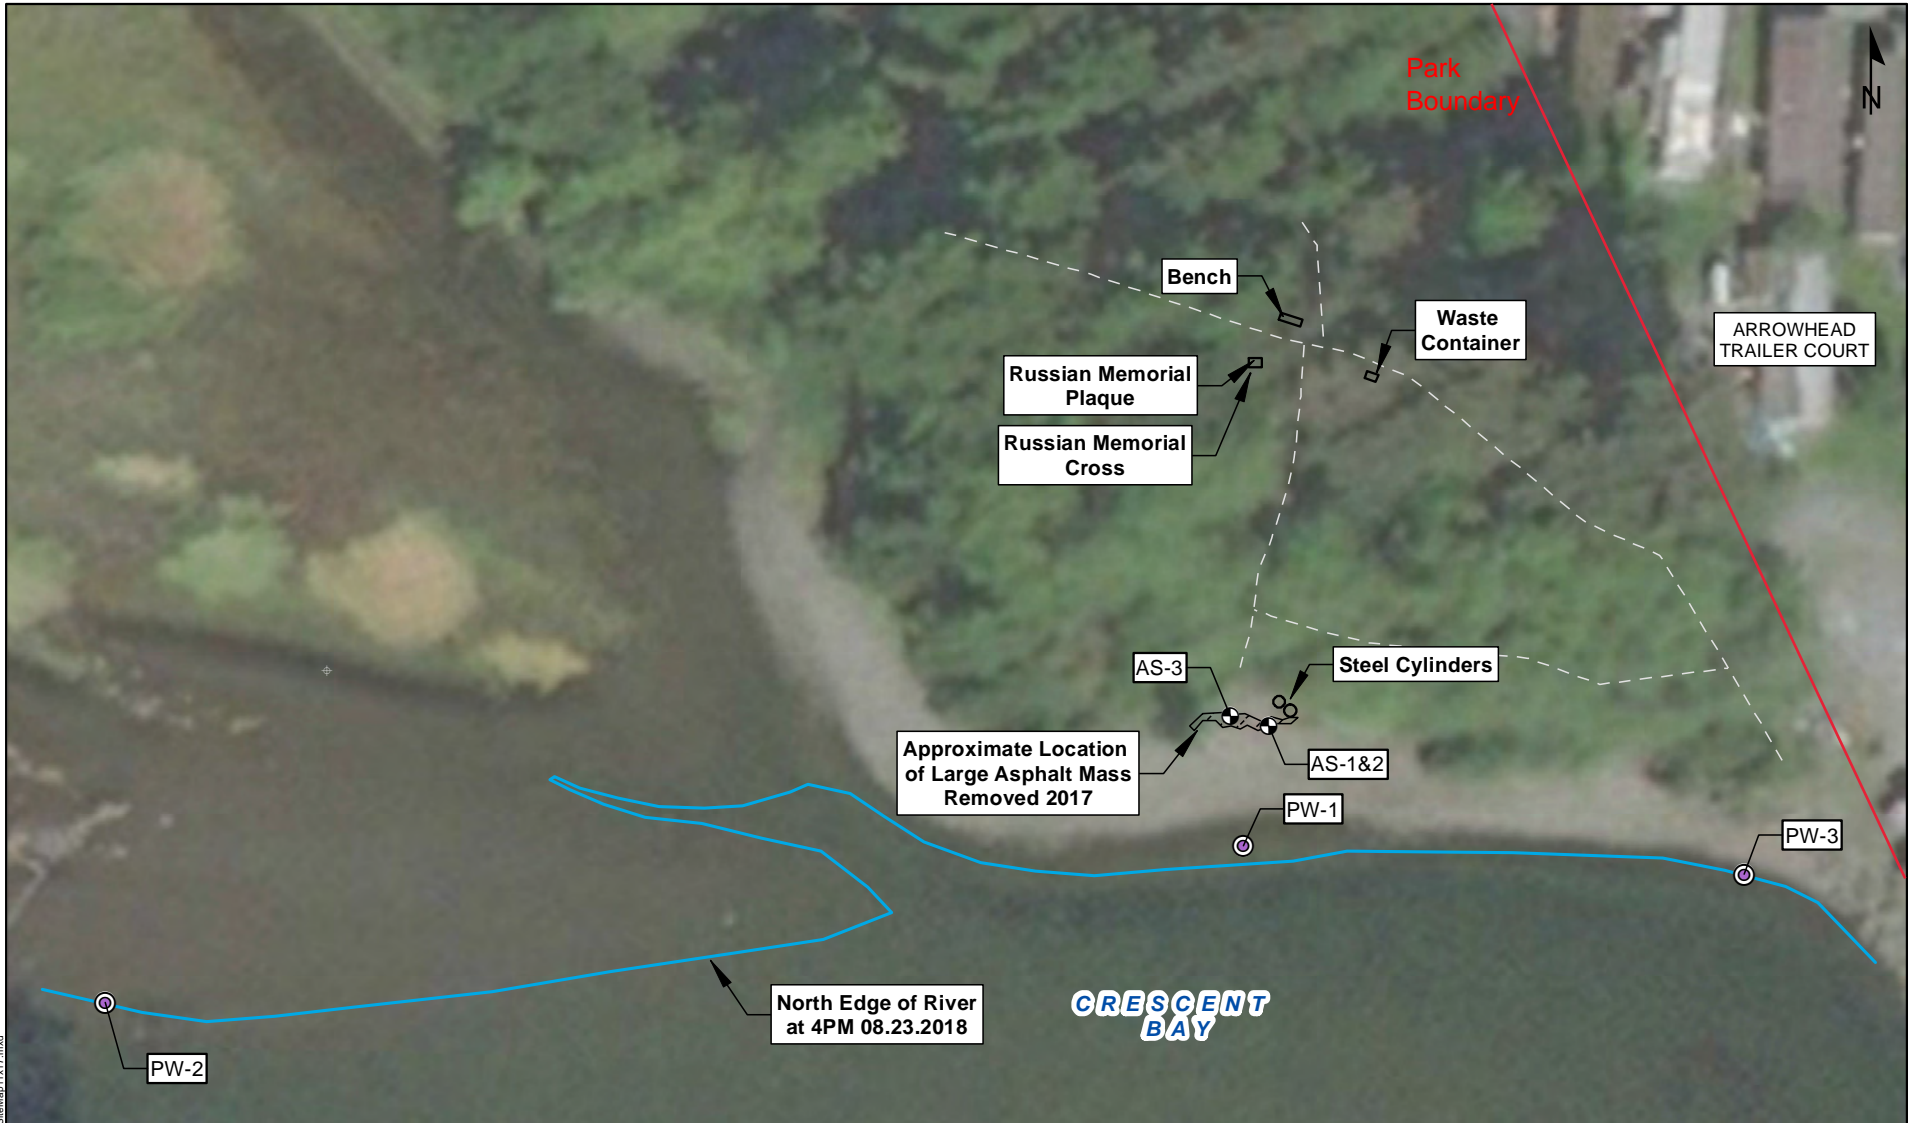 Park
Boundary
N
Bench
Waste
Container
ARROWHEAD
TRAILER COURT
Russian Memorial
Plaque
Russian Memorial
Cross
AS-3
Steel Cylinders
Approximate Location
of Large Asphalt Mass
Removed 2017
AS-1&2
PW-1
PW-3
North Edge of River
at 4PM 08.23.2018
CRESCENT
BAY
PW-2